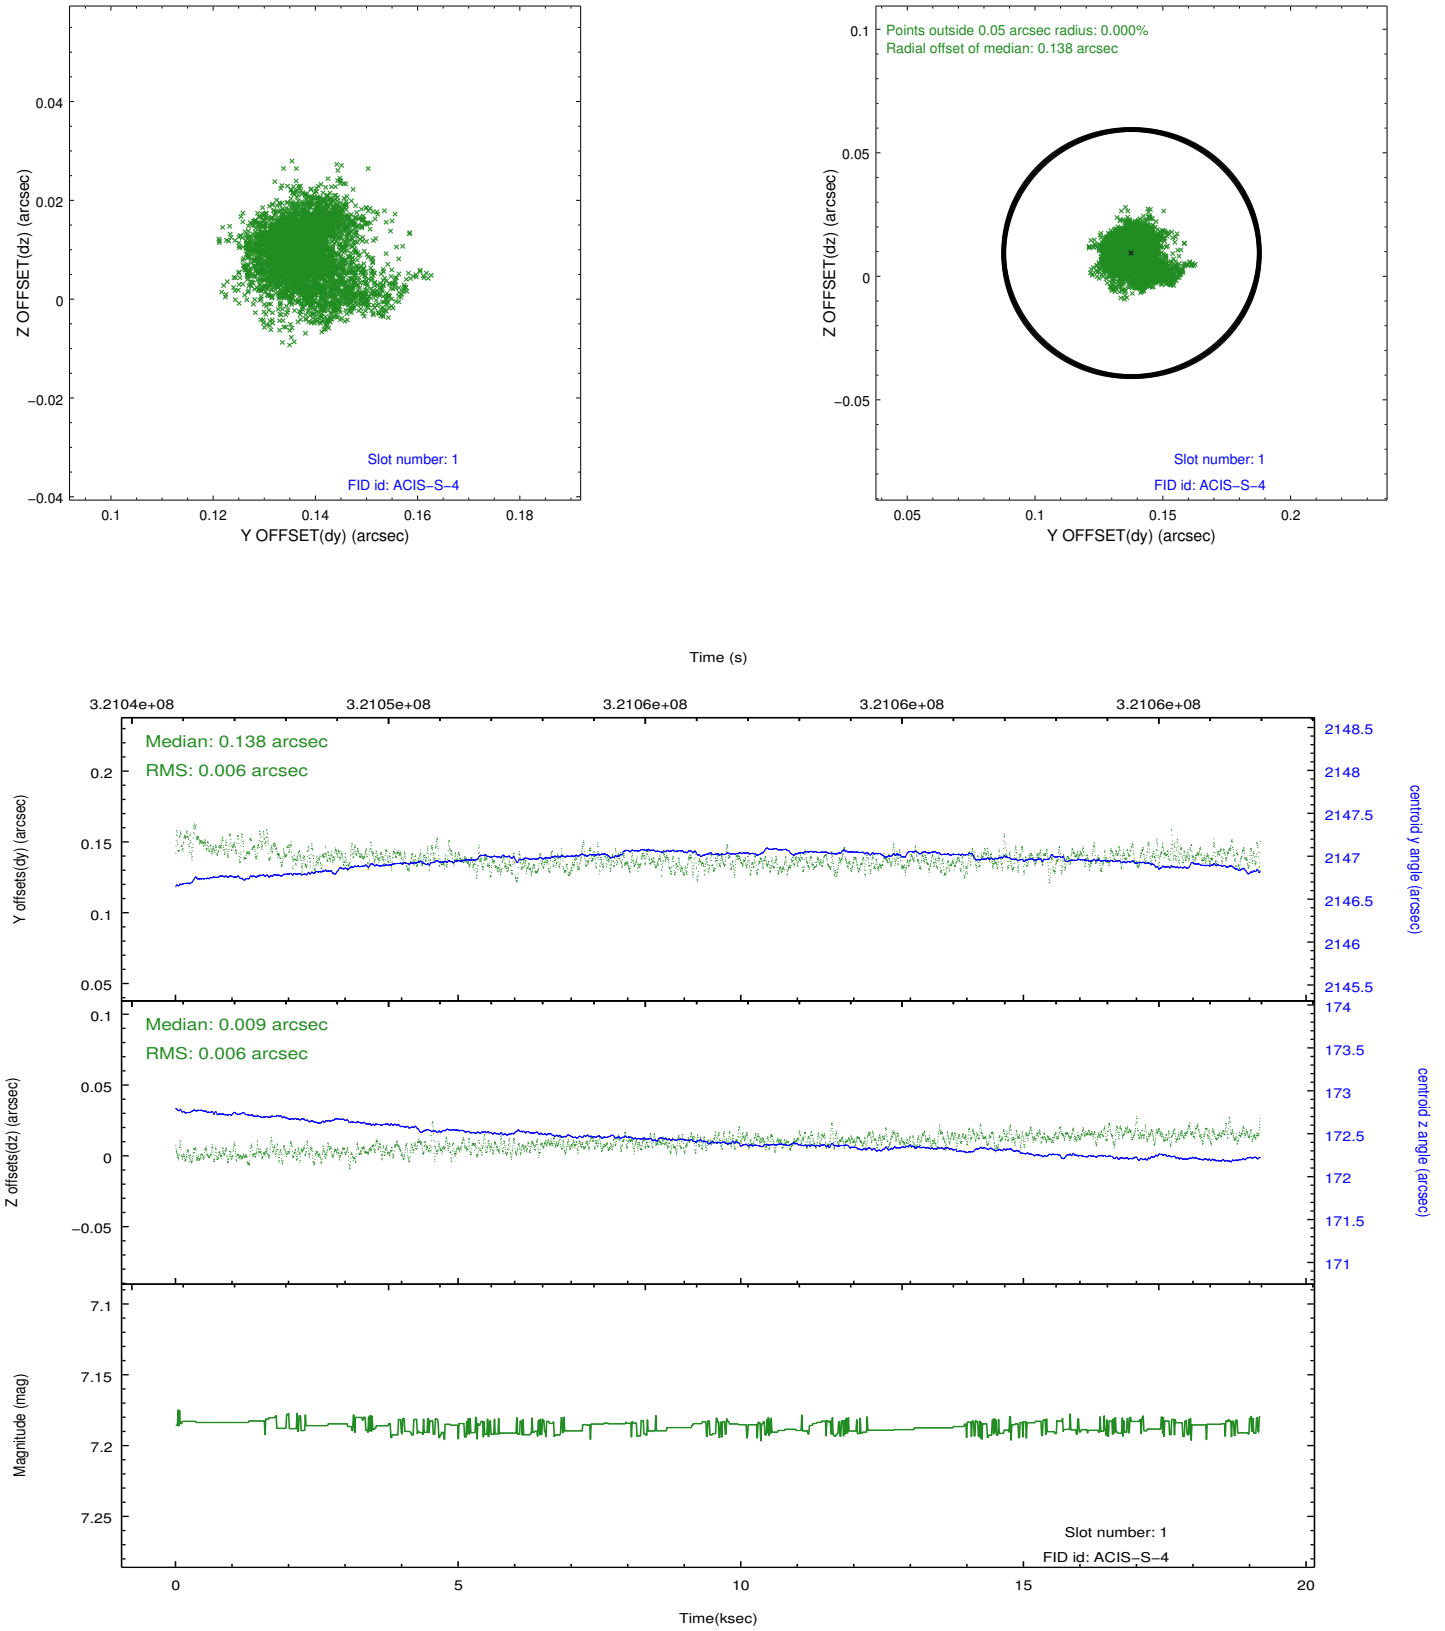 0.04
0.02
0
−0.02
−0.04
Z OFFSET(dz) (arcsec)
Slot number: 1
FID id: ACIS−S−4
0.1
0.12
0.14
0.16
0.18
Y OFFSET(dy) (arcsec)
Points outside 0.05 arcsec radius: 0.000%
Radial offset of median: 0.138 arcsec
0.1
0.05
0
−0.05
Z OFFSET(dz) (arcsec)
Slot number: 1
FID id: ACIS−S−4
0.05
0.1
0.15
0.2
Y OFFSET(dy) (arcsec)
Time (s)
3.2104e+08
3.2105e+08
3.2106e+08
3.2106e+08
3.2106e+08
Median: 0.138 arcsec
RMS: 0.006 arcsec
0.2
0.15
0.1
0.05
Y offsets(dy) (arcsec)
2148.5
2148
2147.5
2147
2146.5
2146
2145.5
centroid y angle (arcsec)
Median: 0.009 arcsec
RMS: 0.006 arcsec
0.1
0.05
0
−0.05
Z offsets(dz) (arcsec)
174
173.5
173
172.5
172
171.5
171
centroid z angle (arcsec)
7.1
7.15
7.2
7.25
Magnitude (mag)
Slot number: 1
FID id: ACIS−S−4
0
5
10
15
20
Time(ksec)